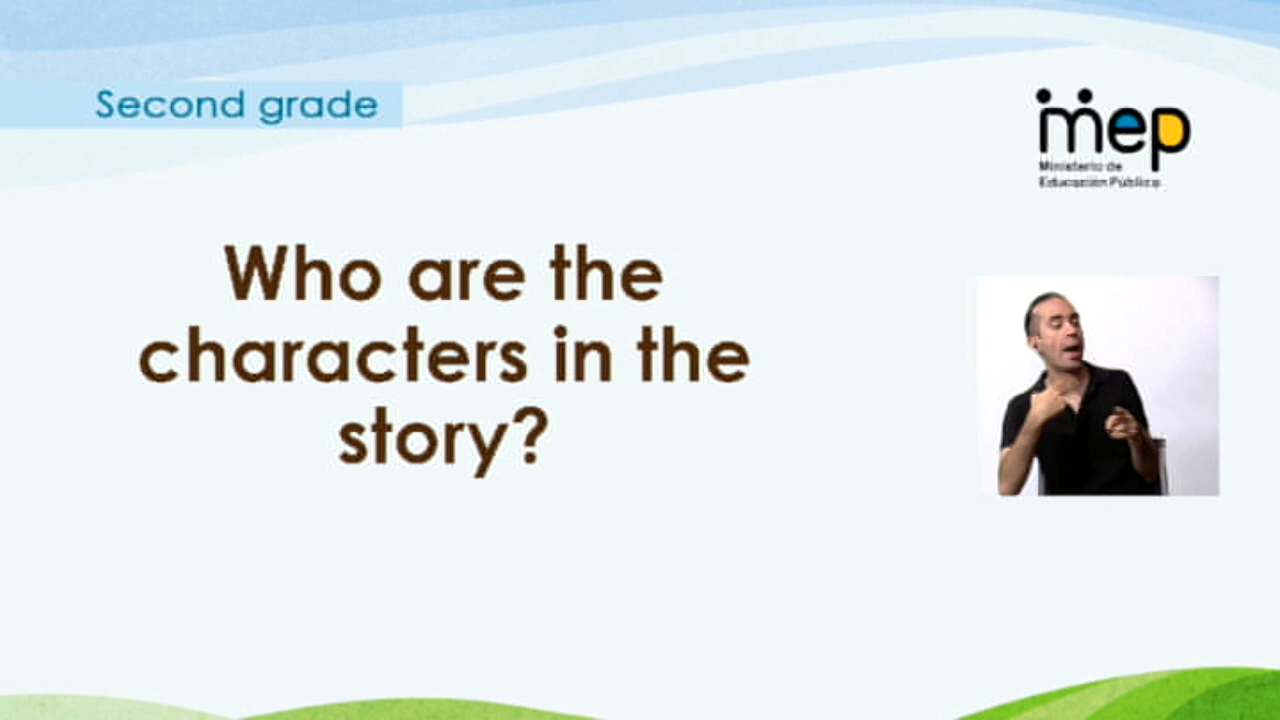 Second grade
mep
Ministerio de
Educación Pública
Who are the
characters in the
story?